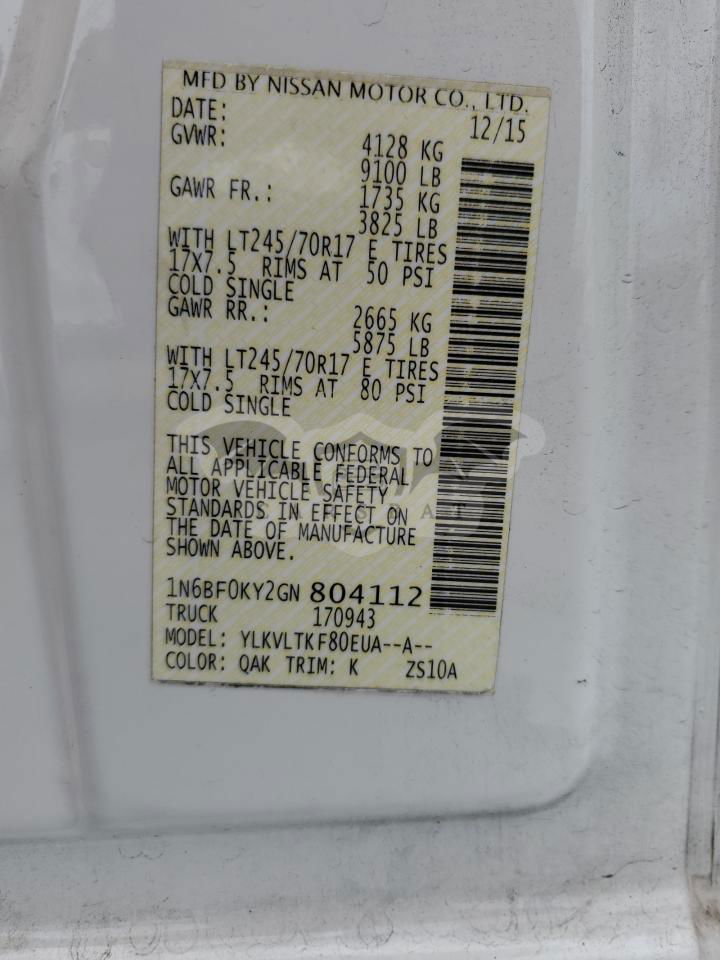 MFD BY NISSAN MOTOR CO., LTD.
DATE: 12/15
GVWR: 4128 KG
9100 LB
GAWR FR.: 1735 KG
3825 LB
WITH LT245/70R17 E TIRES
17X7.5 RIMS AT 50 PSI
COLD SINGLE
GAWR RR.: 2665 KG
5875 LB
WITH LT245/70R17 E TIRES
17X7.5 RIMS AT 80 PSI
COLD SINGLE
THIS VEHICLE CONFORMS TO
ALL APPLICABLE FEDERAL
MOTOR VEHICLE SAFETY
STANDARDS IN EFFECT ON
THE DATE OF MANUFACTURE
SHOWN ABOVE.
1N6BF0KY2GN 804112
TRUCK 170943
MODEL: YLKVLTKF80EUA--A--
COLOR: QAK TRIM: K ZS10A